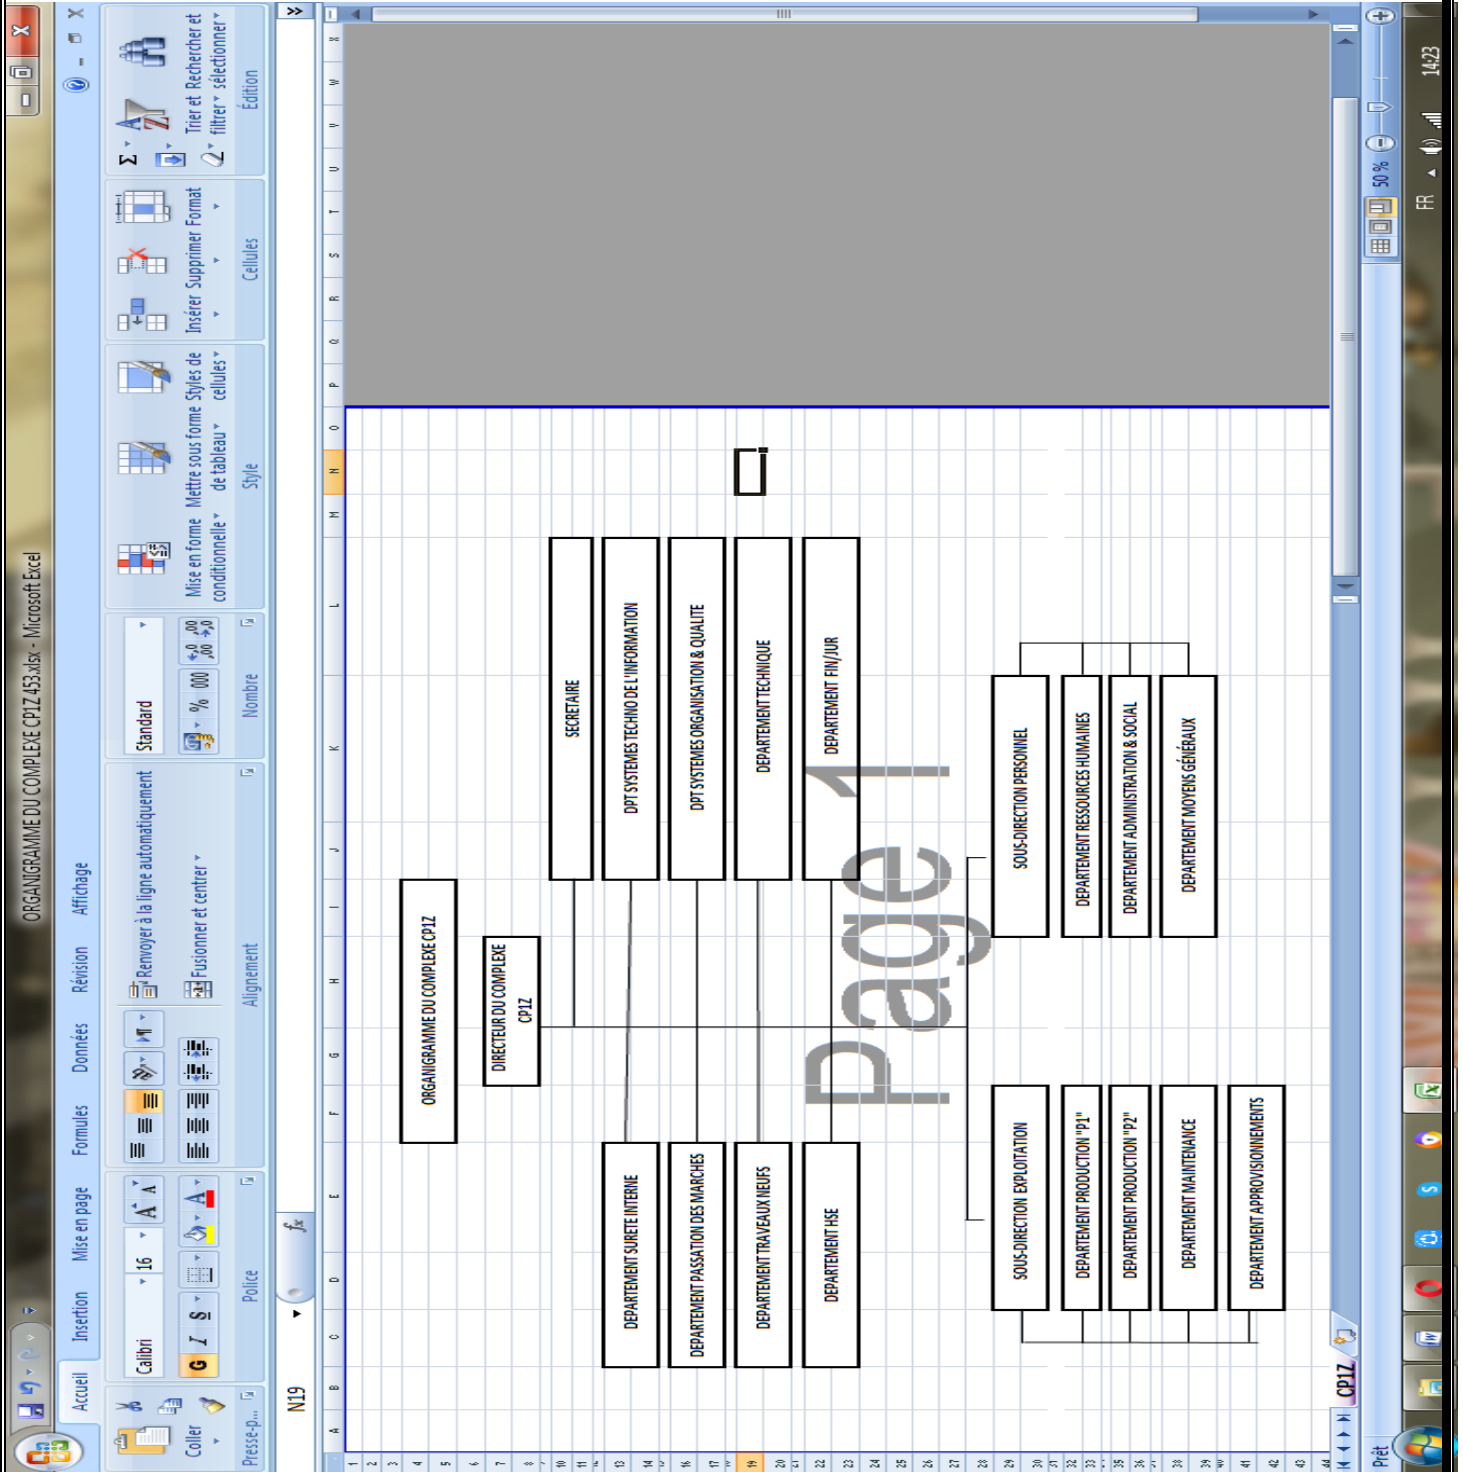 ORGANIGRAMME DU COMPLEXE CP1Z 453.xlsx - Microsoft Excel
Accueil Insertion Mise en page Formules Données Révision Affichage
Coller
Calibri 16
G I S
Renvoyer à la ligne automatiquement
Fusionner et centrer
Standard
% 000
Mise en forme conditionnelle
Mettre sous forme de tableau
Styles de cellules
Insérer Supprimer Format
Σ
Trier et filtrer
Rechercher et sélectionner
Presse-p... Police Alignement Nombre Style Cellules Édition
N19 fx
A B C D E F G H I J K L M N O P Q R S T U V W X
ORGANIGRAMME DU COMPLEXE CP1Z
DIRECTEUR DU COMPLEXE
CP1Z
SECRETAIRE
DEPARTEMENT SURETE INTERNE
DPT SYSTEMES TECHNO DE L'INFORMATION
DEPARTEMENT PASSATION DES MARCHES
DPT SYSTEMES ORGANISATION & QUALITE
DEPARTEMENT TRAVEAUX NEUFS
DEPARTEMENT TECHNIQUE
DEPARTEMENT HSE
DEPARTEMENT FIN/JUR
Page 1
SOUS-DIRECTION EXPLOITATION
SOUS-DIRECTION PERSONNEL
DEPARTEMENT PRODUCTION "P1"
DEPARTEMENT RESSOURCES HUMAINES
DEPARTEMENT PRODUCTION "P2"
DEPARTEMENT ADMINISTRATION & SOCIAL
DEPARTEMENT MAINTENANCE
DEPARTEMENT MOYENS GÉNÉRAUX
DEPARTEMENT APPROVISIONNEMENTS
CP1Z
Prêt
50 %
FR
14:23